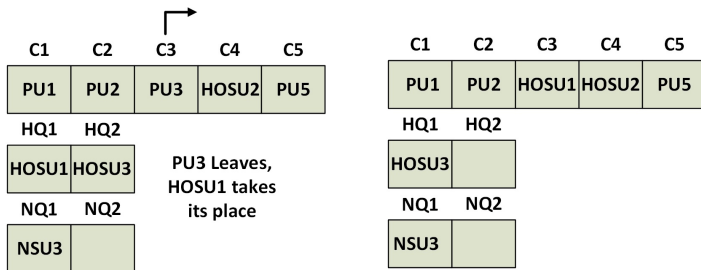 C1 C2 C3 C4 C5
PU1 PU2 PU3 HOSU2 PU5
HQ1 HQ2
HOSU1 HOSU3
NQ1 NQ2
NSU3
PU3 Leaves,
HOSU1 takes
its place
C1 C2 C3 C4 C5
PU1 PU2 HOSU1 HOSU2 PU5
HQ1 HQ2
HOSU3
NQ1 NQ2
NSU3